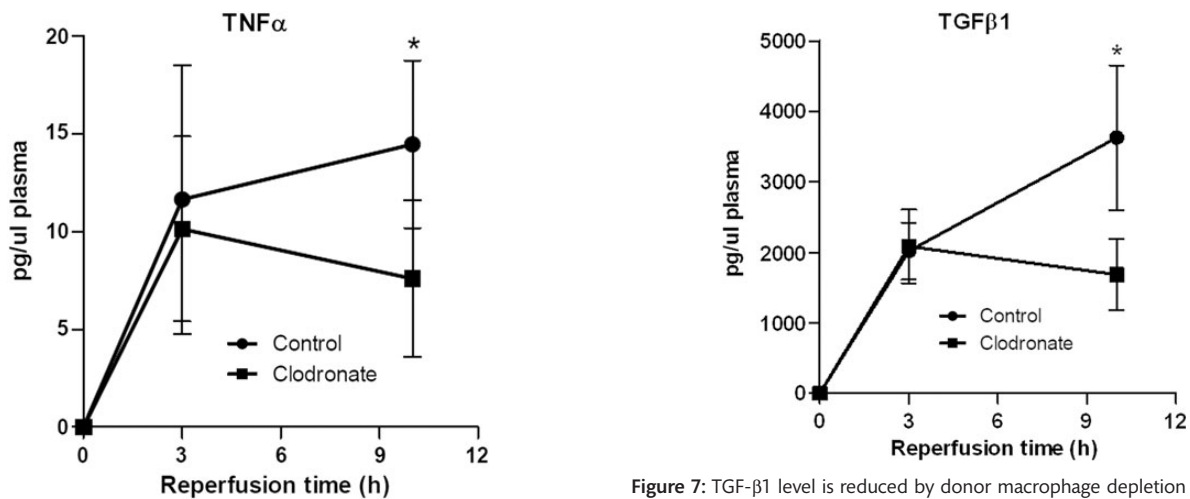 TNFα
20
15
10
5
0
pg/ul plasma
*
Control
Clodronate
0 3 6 9 12
Reperfusion time (h)
TGFβ1
5000
4000
3000
2000
1000
0
pg/ul plasma
*
Control
Clodronate
0 3 6 9 12
Reperfusion time (h)
Figure 7: TGF-β1 level is reduced by donor macrophage depletion